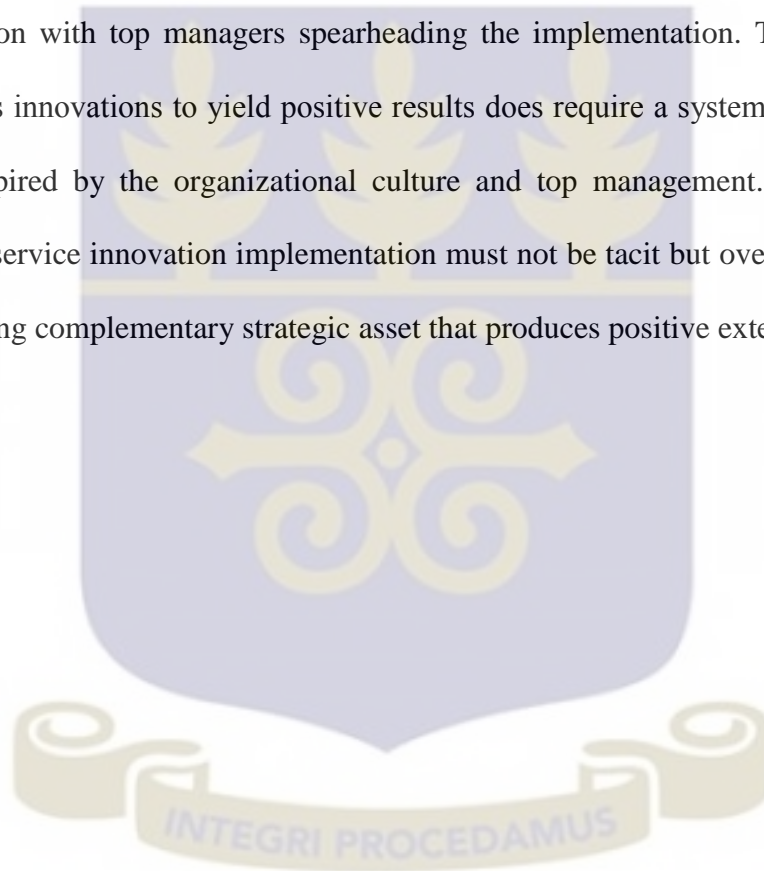 on with top managers spearheading the implementation. T
s innovations to yield positive results does require a system
pired by the organizational culture and top management.
service innovation implementation must not be tacit but ove
ng complementary strategic asset that produces positive exte
INTEGRI PROCEDAMUS